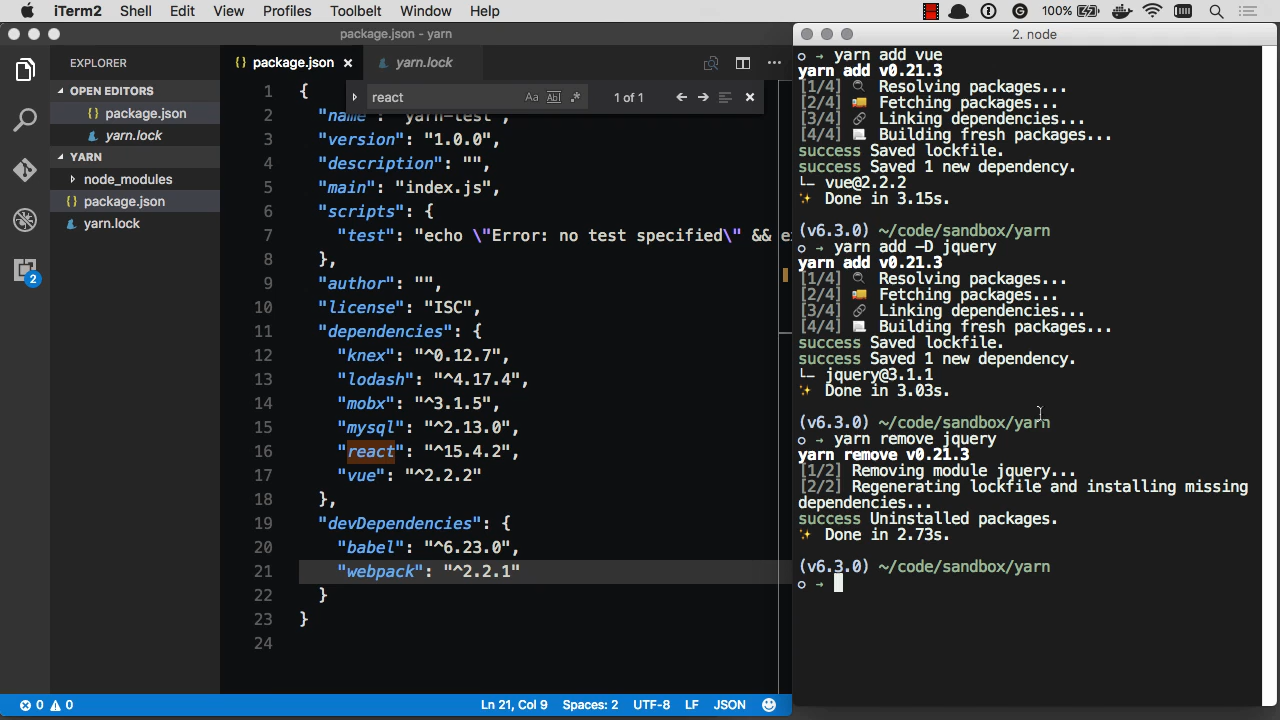 iTerm2 Shell Edit View Profiles Toolbelt Window Help 100%
package.json - yarn
EXPLORER
OPEN EDITORS
{} package.json
yarn.lock
YARN
node_modules
{} package.json
yarn.lock
2
{} package.json yarn.lock
react Aa Abl .* 1 of 1
1 {
2 "name": "yarn-test",
3 "version": "1.0.0",
4 "description": "",
5 "main": "index.js",
6 "scripts": {
7 "test": "echo \"Error: no test specified\" && e
8 },
9 "author": "",
10 "license": "ISC",
11 "dependencies": {
12 "knex": "^0.12.7",
13 "lodash": "^4.17.4",
14 "mobx": "^3.1.5",
15 "mysql": "^2.13.0",
16 "react": "^15.4.2",
17 "vue": "^2.2.2"
18 },
19 "devDependencies": {
20 "babel": "^6.23.0",
21 "webpack": "^2.2.1"
22 }
23 }
24
0 0 Ln 21, Col 9 Spaces: 2 UTF-8 LF JSON
2. node
yarn add vue
yarn add v0.21.3
[1/4] Resolving packages...
[2/4] Fetching packages...
[3/4] Linking dependencies...
[4/4] Building fresh packages...
success Saved lockfile.
success Saved 1 new dependency.
└─ vue@2.2.2
Done in 3.15s.
(v6.3.0) ~/code/sandbox/yarn
yarn add -D jquery
yarn add v0.21.3
[1/4] Resolving packages...
[2/4] Fetching packages...
[3/4] Linking dependencies...
[4/4] Building fresh packages...
success Saved lockfile.
success Saved 1 new dependency.
└─ jquery@3.1.1
Done in 3.03s.
(v6.3.0) ~/code/sandbox/yarn
yarn remove jquery
yarn remove v0.21.3
[1/2] Removing module jquery...
[2/2] Regenerating lockfile and installing missing
dependencies...
success Uninstalled packages.
Done in 2.73s.
(v6.3.0) ~/code/sandbox/yarn